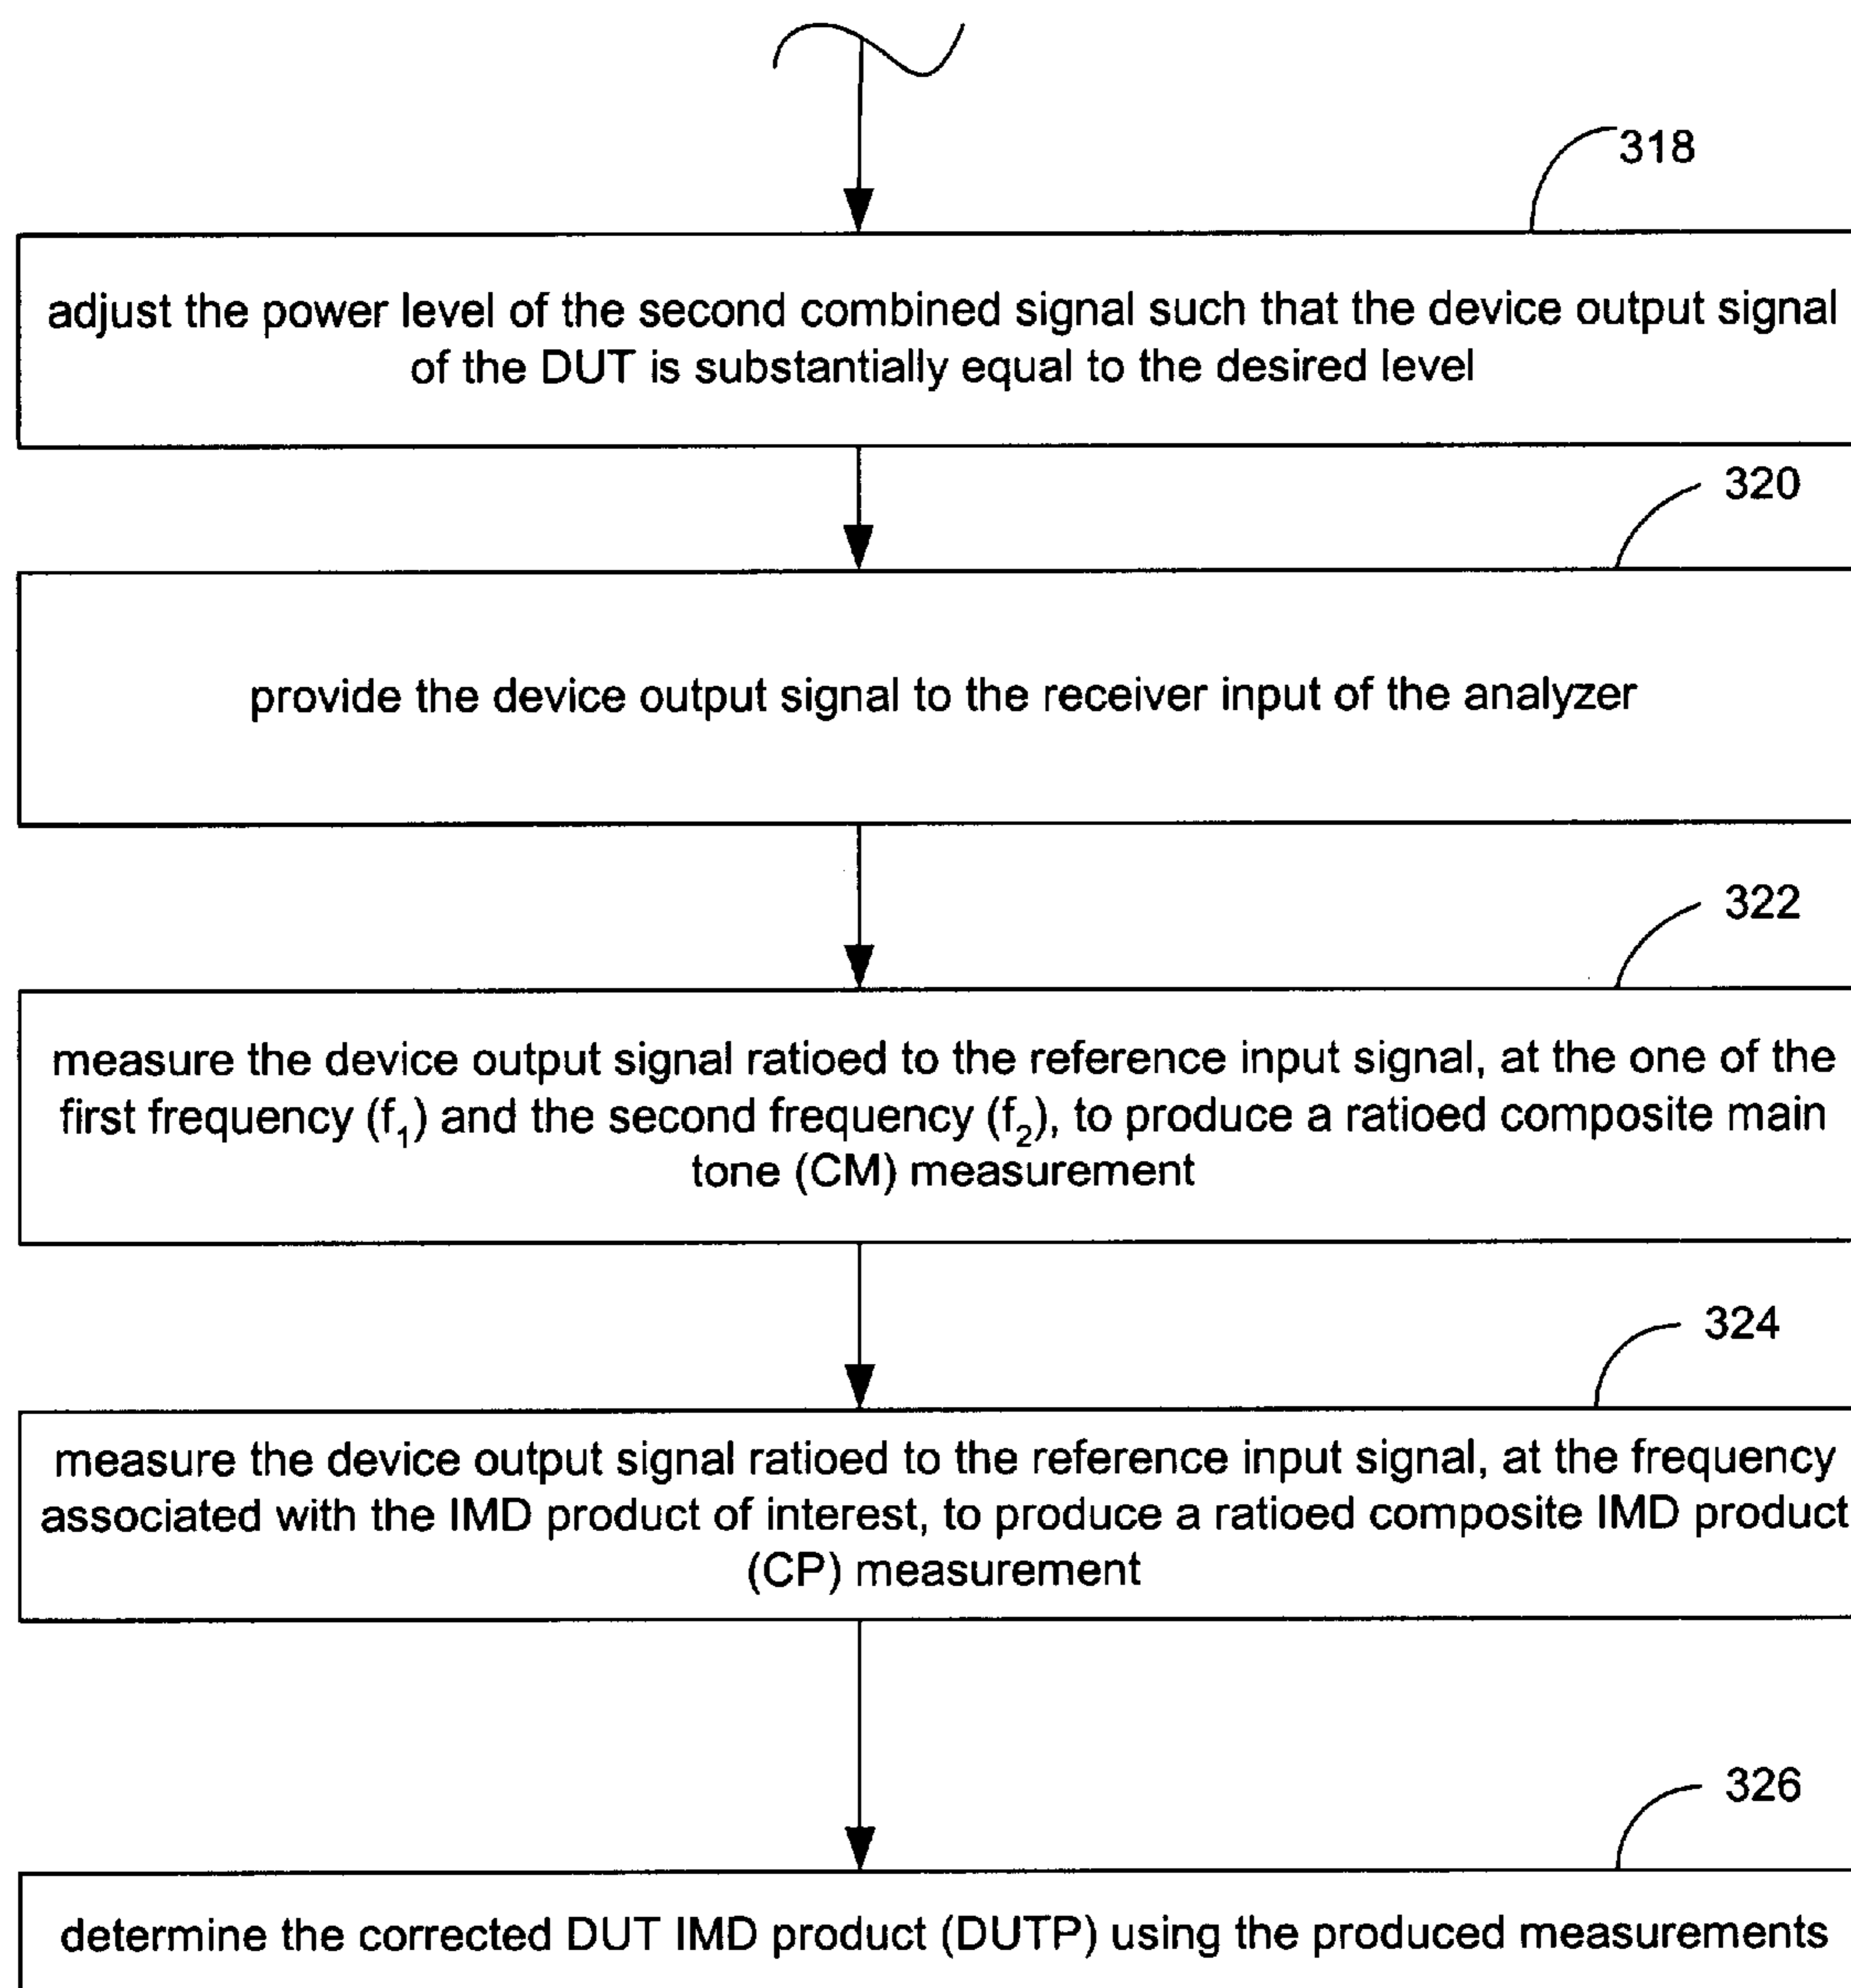 318
adjust the power level of the second combined signal such that the device output signal
of the DUT is substantially equal to the desired level
320
provide the device output signal to the receiver input of the analyzer
322
measure the device output signal ratioed to the reference input signal, at the one of the
first frequency (f₁) and the second frequency (f₂), to produce a ratioed composite main
tone (CM) measurement
324
measure the device output signal ratioed to the reference input signal, at the frequency
associated with the IMD product of interest, to produce a ratioed composite IMD product
(CP) measurement
326
determine the corrected DUT IMD product (DUTP) using the produced measurements